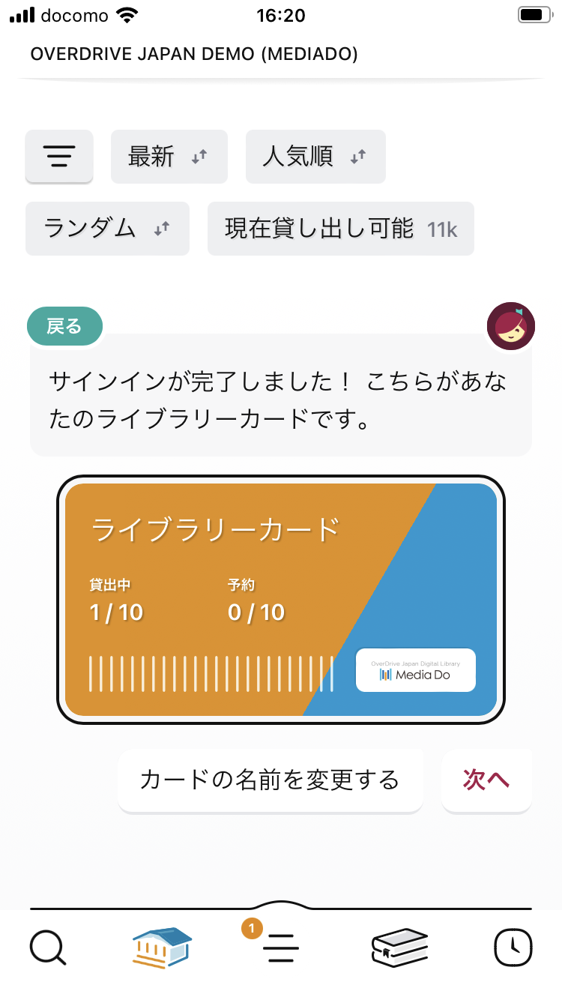 docomo 16:20
OVERDRIVE JAPAN DEMO (MEDIADO)
最新 人気順
ランダム 現在貸し出し可能 11k
戻る
サインインが完了しました！ こちらがあな
たのライブラリーカードです。
ライブラリーカード
貸出中 予約
1 / 10 0 / 10
OverDrive Japan Digital Library
Media Do
カードの名前を変更する 次へ
1